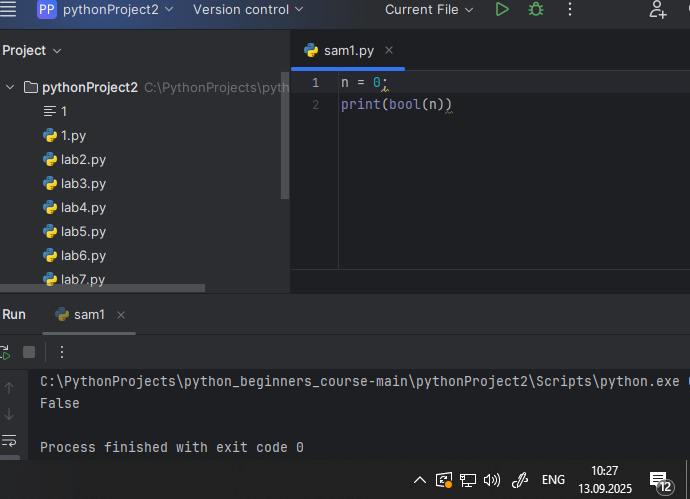 PP pythonProject2 Version control Current File
Project
sam1.py
pythonProject2 C:\PythonProjects\pyth
1
1.py
lab2.py
lab3.py
lab4.py
lab5.py
lab6.py
lab7.py
1 n = 0;
2 print(bool(n))
Run sam1
C:\PythonProjects\python_beginners_course-main\pythonProject2\Scripts\python.exe
False
Process finished with exit code 0
ENG
10:27
13.09.2025
12